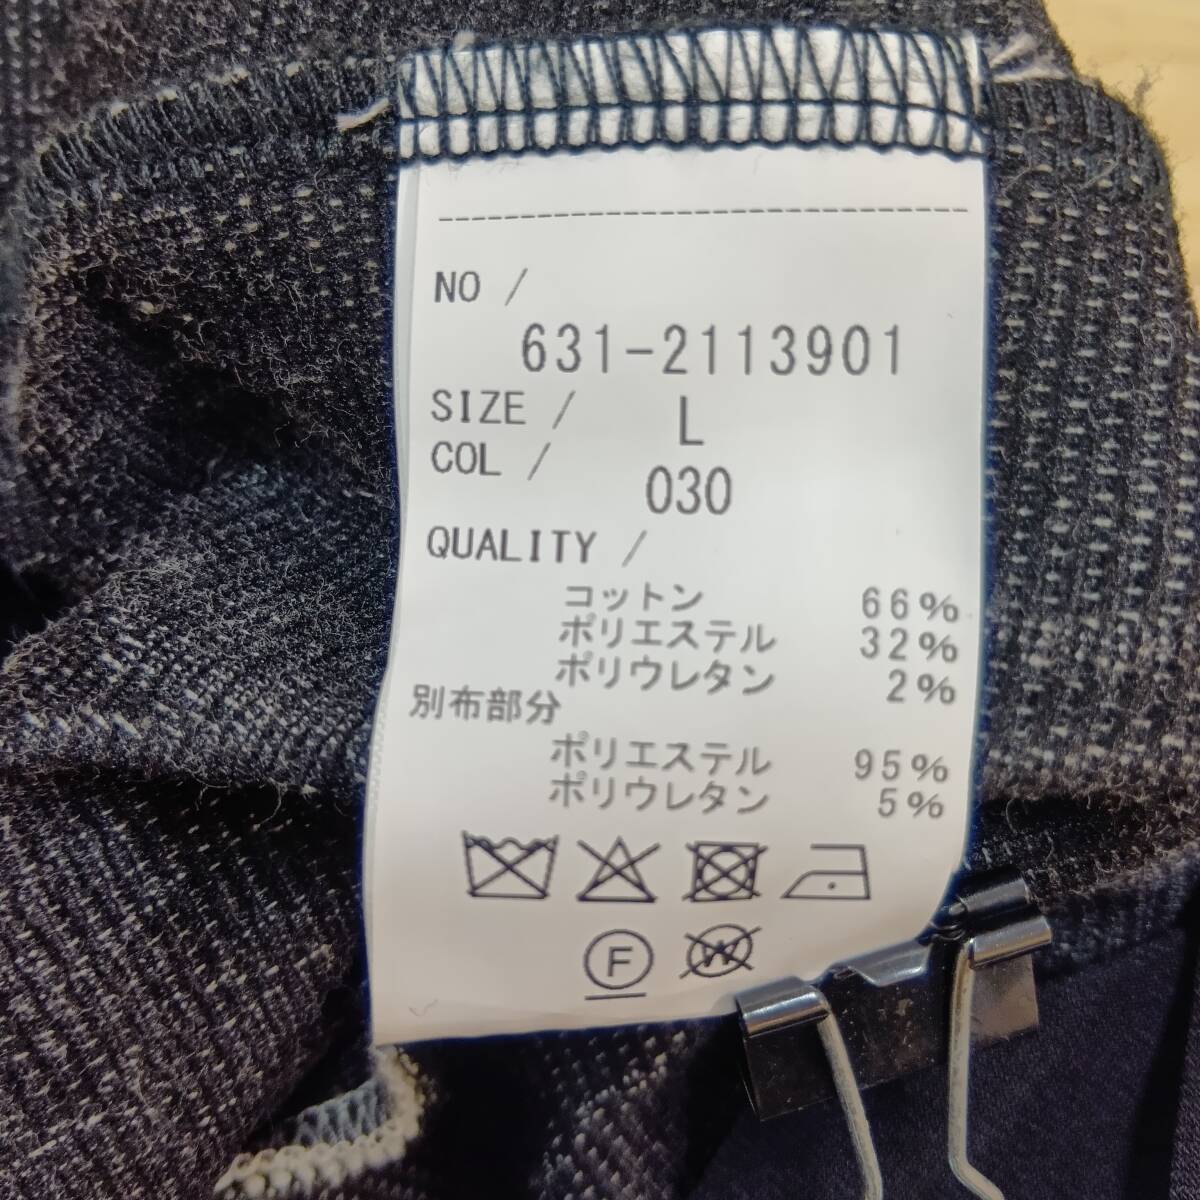 NO /
631-2113901
SIZE / L
COL / 030
QUALITY /
コットン 66%
ポリエステル 32%
ポリウレタン 2%
別布部分
ポリエステル 95%
ポリウレタン 5%
F W